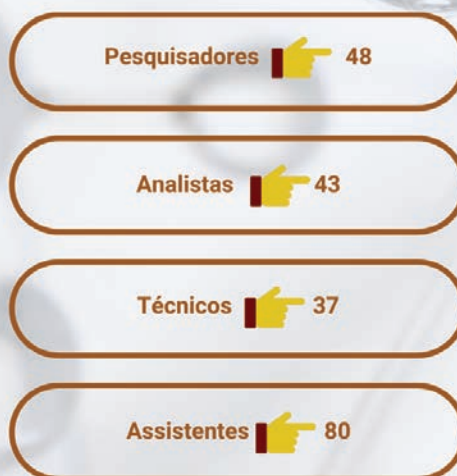 Pesquisadores 48
Analistas 43
Técnicos 37
Assistentes 80